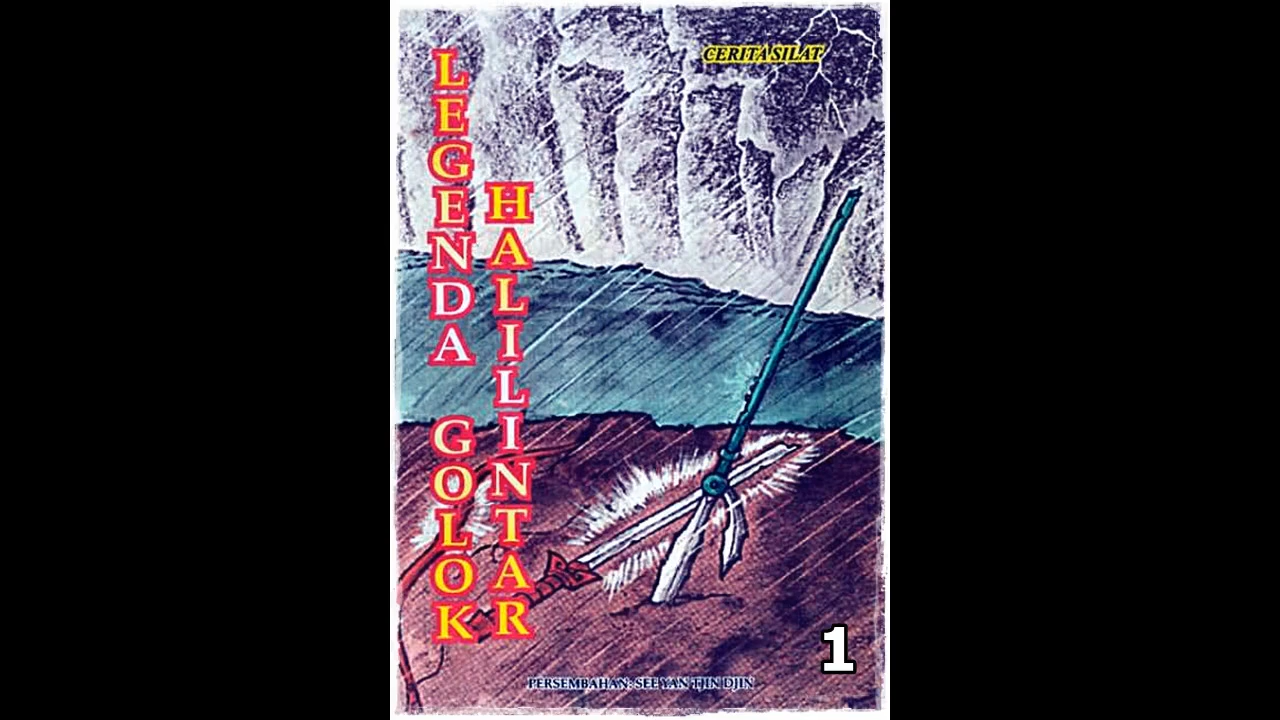 CERITA SILAT
LEGENDA GOLOK
HALILINTAR
1
PERSEMBAHAN: SEE YAN TJIN DJIN